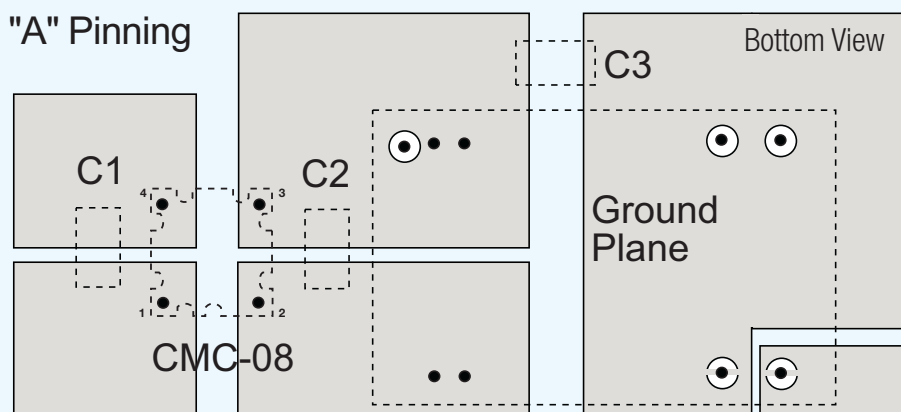 "A" Pinning
Bottom View
C3
C1
C2
4
3
Ground
Plane
1
2
CMC-08